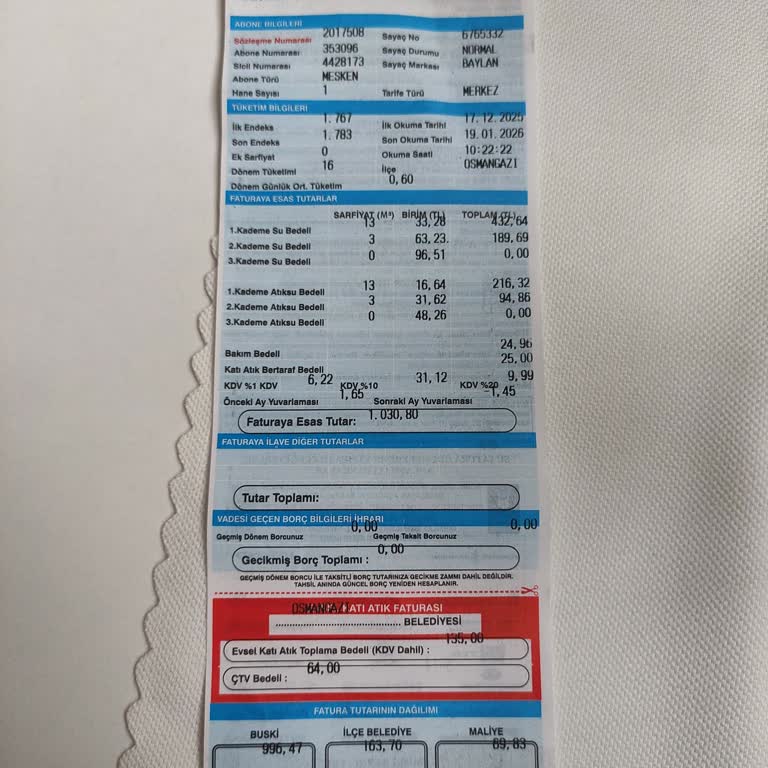 ABONE BİLGİLERİ
Sözleşme Numarası 2017508 Sayaç No 6765332
Abone Numarası 353096 Sayaç Durumu NORMAL
Sicil Numarası 4428173 Sayaç Markası BAYLAN
Abone Türü MESKEN
Hane Sayısı 1 Tarife Türü MERKEZ
TÜKETİM BİLGİLERİ
İlk Endeks 1.767 İlk Okuma Tarihi 17.12.2025
Son Endeks 1.783 Son Okuma Tarihi 19.01.2026
Ek Sarfiyat 0 Okuma Saati 10:22:22
Dönem Tüketimi 16 İlçe OSMANGAZI
Dönem Günlük Ort. Tüketim 0,60
FATURAYA ESAS TUTARLAR
SARFİYAT (M³) BİRİM (TL) TOPLAM (TL)
1.Kademe Su Bedeli 13 33,28 432,64
2.Kademe Su Bedeli 3 63,23. 189,69
3.Kademe Su Bedeli 0 96,51 0,00
1.Kademe Atıksu Bedeli 13 16,64 216,32
2.Kademe Atıksu Bedeli 3 31,62 94,86
3.Kademe Atıksu Bedeli 0 48,26 0,00
Bakım Bedeli 24,96
Katı Atık Bertaraf Bedeli 25,00
KDV %1 KDV 6,22 KDV %10 31,12 KDV %20 9,99
Önceki Ay Yuvarlaması 1,65 Sonraki Ay Yuvarlaması -1,45
Faturaya Esas Tutar: 1.030,80
FATURAYA İLAVE DİĞER TUTARLAR
Tutar Toplamı:
VADESİ GEÇEN BORÇ BİLGİLERİ İHBARI
Geçmiş Dönem Borcunuz 0,00 Geçmiş Taksit Borcunuz 0,00
Gecikmiş Borç Toplamı : 0,00
GEÇMİŞ DÖNEM BORCU İLE TAKSİTLİ BORÇ TUTARINIZA GECİKME ZAMMI DAHİL DEĞİLDİR.
TAHSİL ANINDA GÜNCEL BORÇ YENİDEN HESAPLANIR.
OSMANGAZI KATI ATIK FATURASI
........................................ BELEDİYESİ
Evsel Katı Atık Toplama Bedeli (KDV Dahil) : 135,00
ÇTV Bedeli : 64,00
FATURA TUTARININ DAĞILIMI
BUSKİ İLÇE BELEDİYE MALİYE
996,47 163,70 69,83